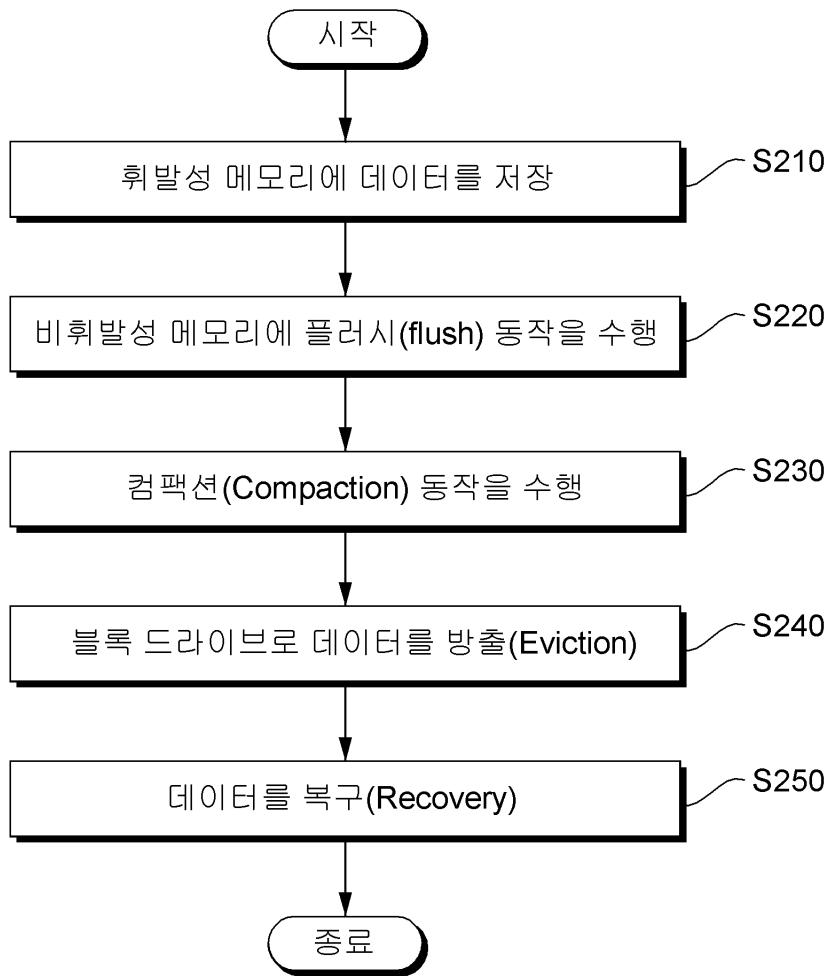 시작
휘발성 메모리에 데이터를 저장
S210
비휘발성 메모리에 플러시(flush) 동작을 수행
S220
컴팩션(Compaction) 동작을 수행
S230
블록 드라이브로 데이터를 방출(Eviction)
S240
데이터를 복구(Recovery)
S250
종료